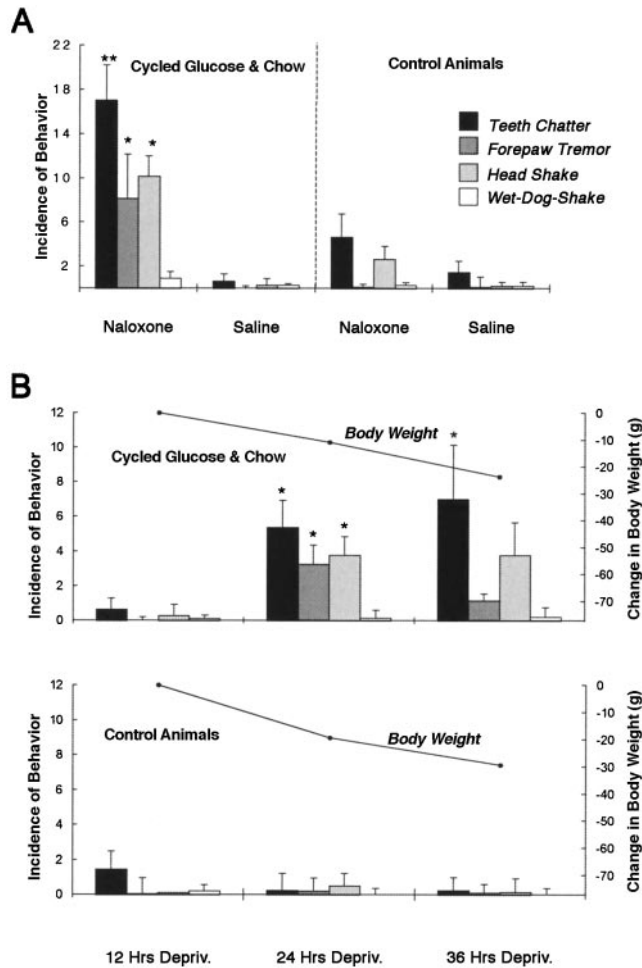 A
Incidence of Behavior
22
18
14
10
6
2
Cycled Glucose & Chow
Control Animals
**
*
*
Teeth Chatter
Forepaw Tremor
Head Shake
Wet-Dog-Shake
Naloxone
Saline
Naloxone
Saline
B
Incidence of Behavior
12
10
8
6
4
2
0
Cycled Glucose & Chow
Body Weight
*
*
*
*
0
-10
-20
-30
-40
-50
-60
-70
Change in Body Weight (g)
Incidence of Behavior
12
10
8
6
4
2
0
Control Animals
Body Weight
0
-10
-20
-30
-40
-50
-60
-70
Change in Body Weight (g)
12 Hrs Depriv.
24 Hrs Depriv.
36 Hrs Depriv.